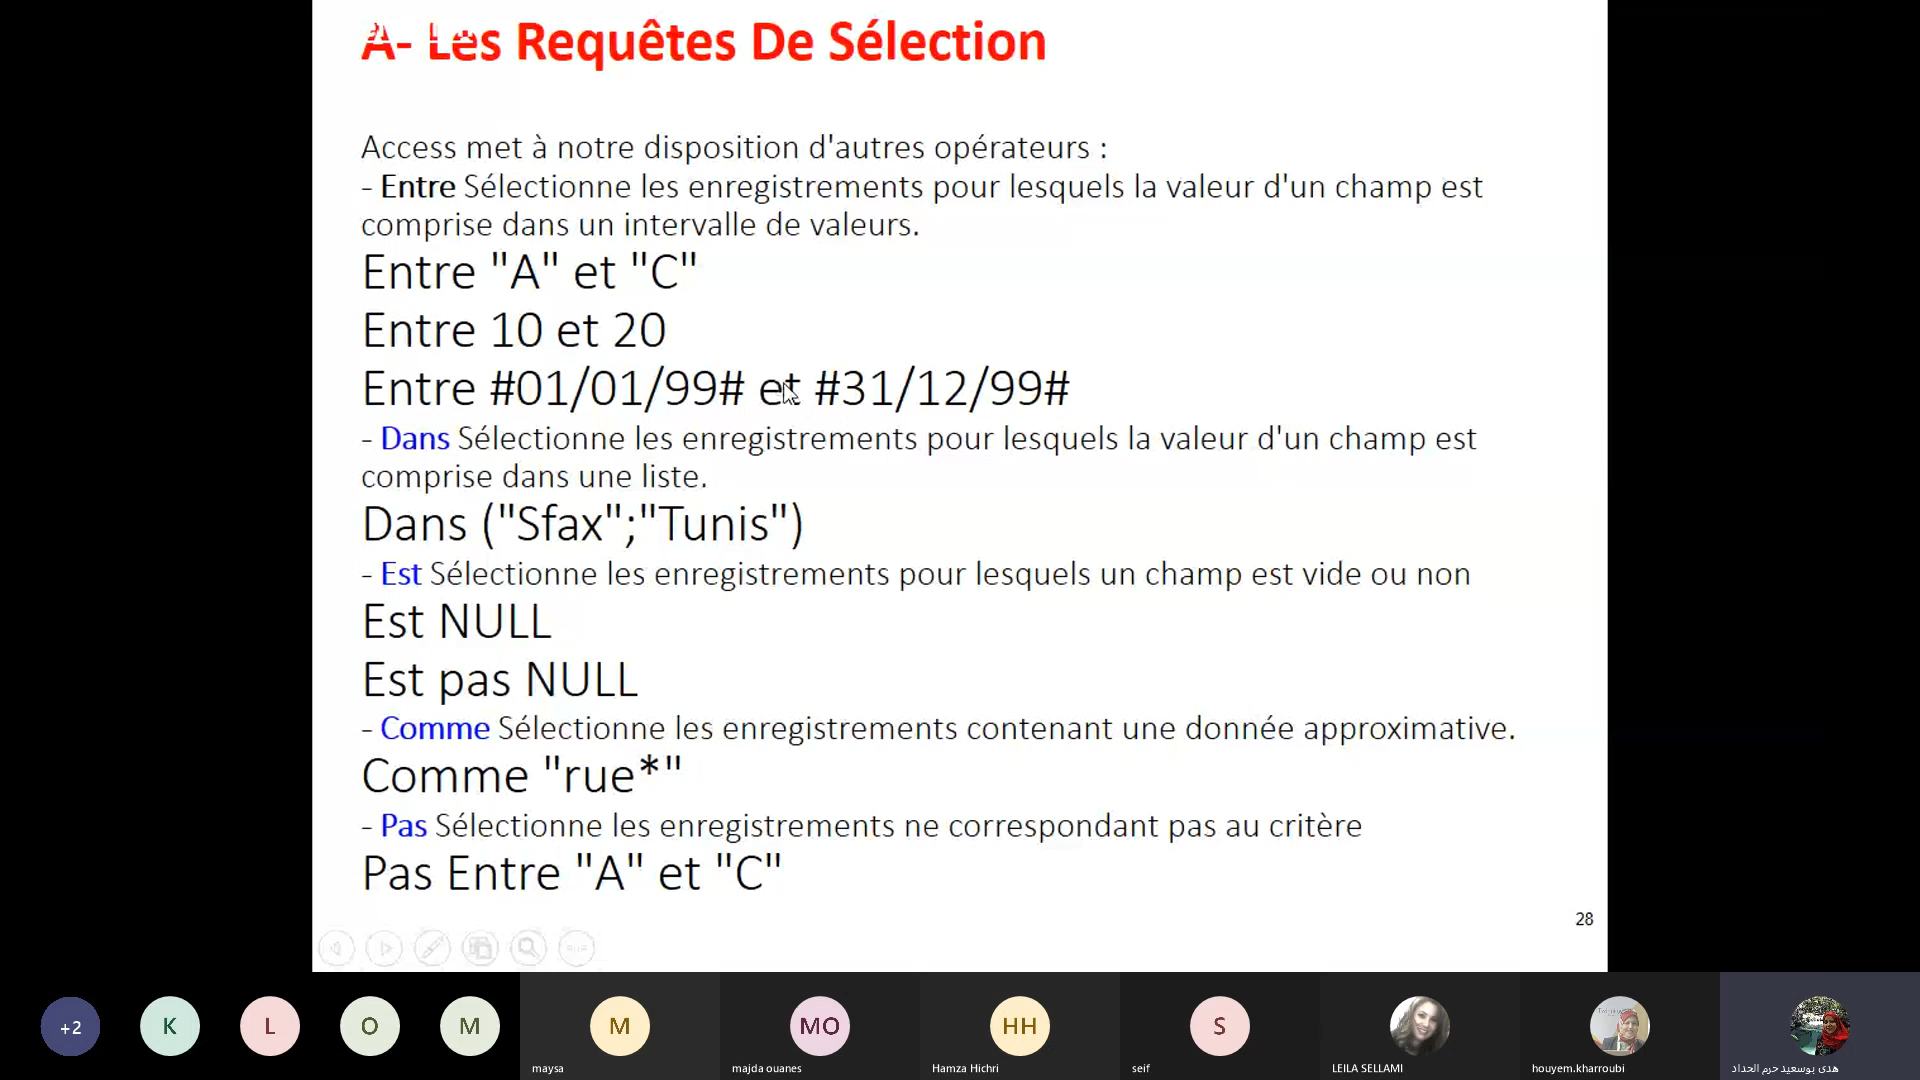 A- Les Requêtes De Sélection
Access met à notre disposition d'autres opérateurs :
- Entre Sélectionne les enregistrements pour lesquels la valeur d'un champ est
comprise dans un intervalle de valeurs.
Entre "A" et "C"
Entre 10 et 20
Entre #01/01/99# et #31/12/99#
- Dans Sélectionne les enregistrements pour lesquels la valeur d'un champ est
comprise dans une liste.
Dans ("Sfax";"Tunis")
- Est Sélectionne les enregistrements pour lesquels un champ est vide ou non
Est NULL
Est pas NULL
- Comme Sélectionne les enregistrements contenant une donnée approximative.
Comme "rue*"
- Pas Sélectionne les enregistrements ne correspondant pas au critère
Pas Entre "A" et "C"
28
+2 K L O M M MO HH S
maysa majda ouanes Hamza Hichri seif LEILA SELLAMI houyem.kharroubi هدى بوسعيد حرم الحداد